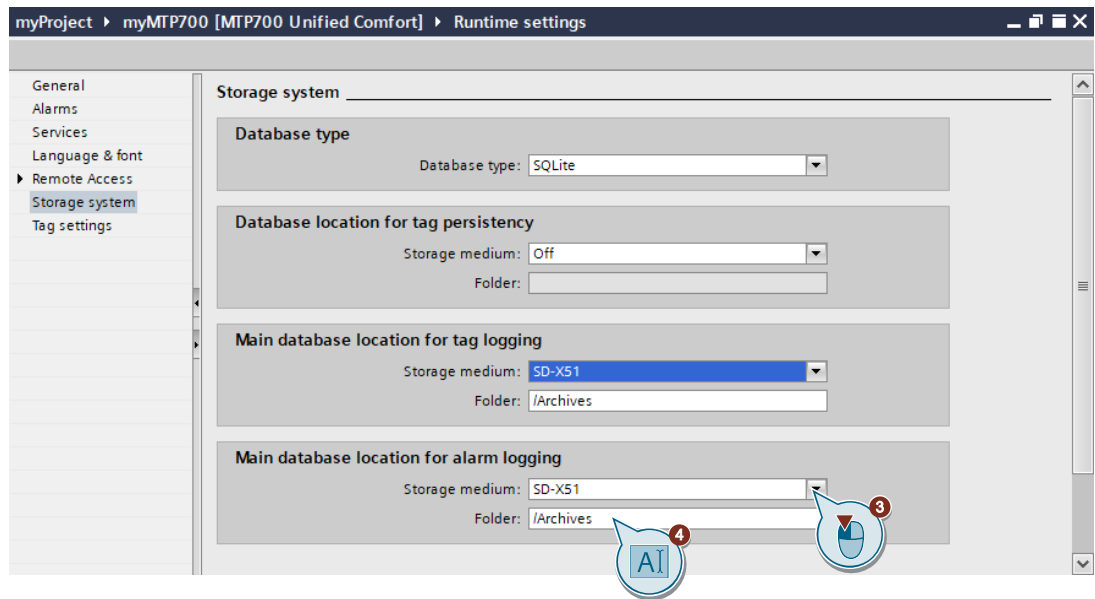 myProject ▸ myMTP700 [MTP700 Unified Comfort] ▸ Runtime settings
General
Alarms
Services
Language & font
Remote Access
Storage system
Tag settings
Storage system
Database type
Database type: SQLite
Database location for tag persistency
Storage medium: Off
Folder:
Main database location for tag logging
Storage medium: SD-X51
Folder: /Archives
Main database location for alarm logging
Storage medium: SD-X51
3
Folder: /Archives
4
A